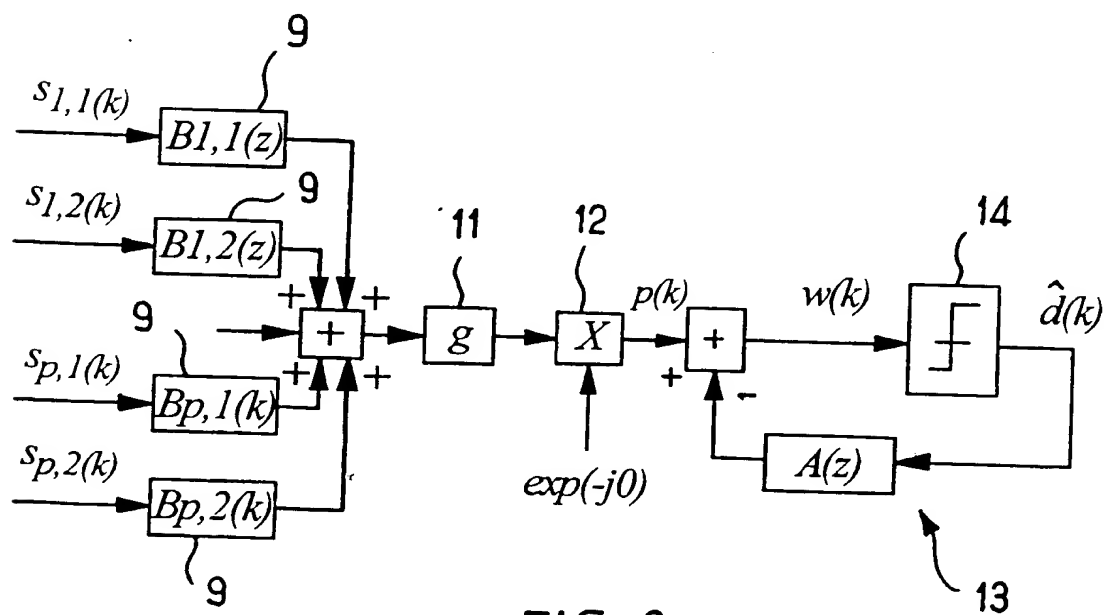 9
s1,1(k)
B1,1(z)
9
s1,2(k)
B1,2(z)
11
12
14
p(k)
w(k)
d̂(k)
+ +
9
+
g
X
+
+ +
+
-
sp,1(k)
Bp,1(k)
A(z)
sp,2(k)
exp(-j0)
Bp,2(k)
9
13